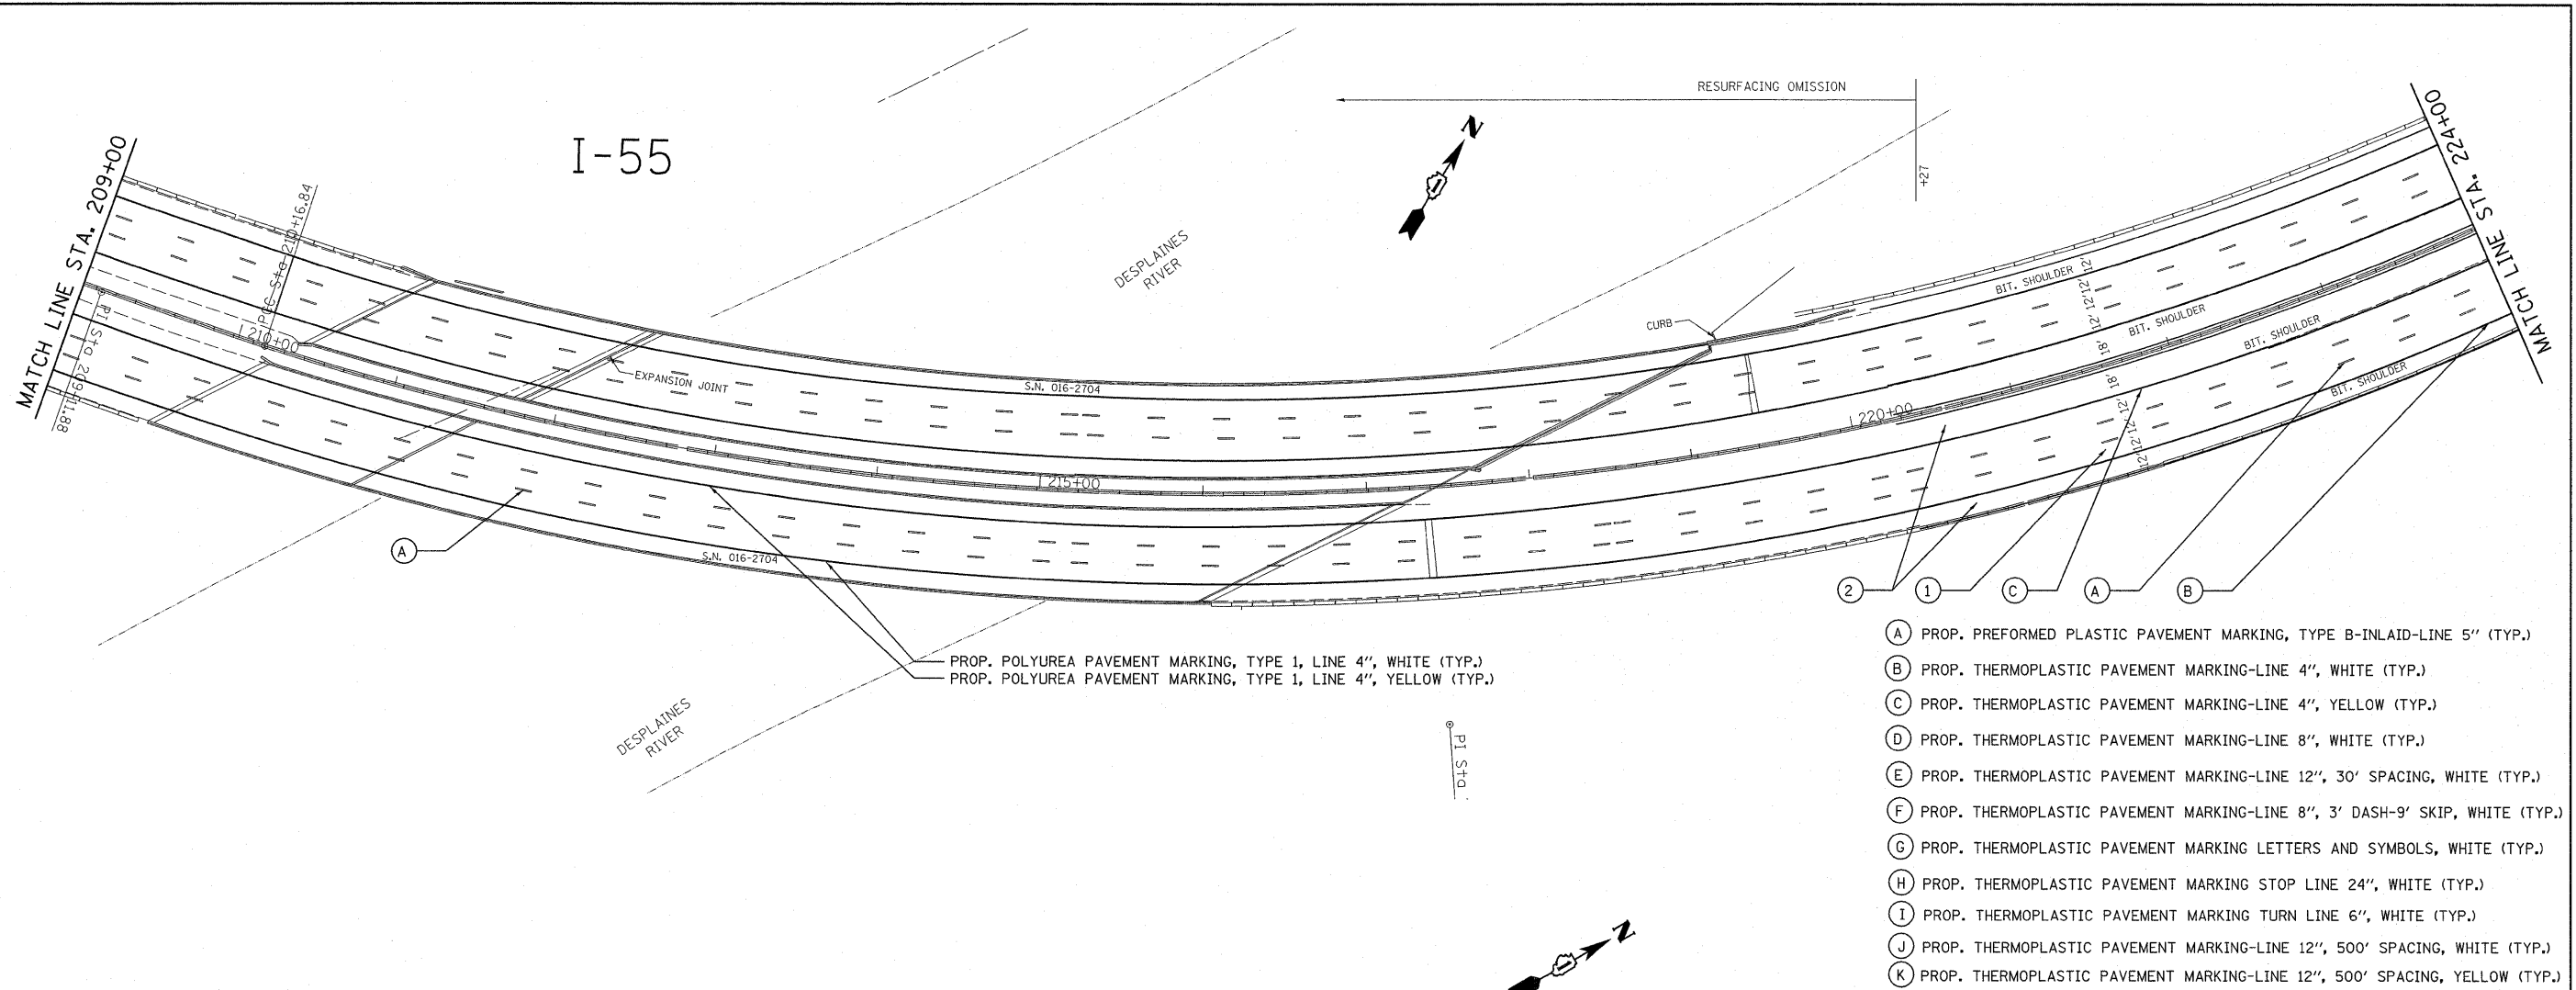 RESURFACING OMISSION
+27
I-55
N
MATCH LINE STA. 209+00
PCC Sta 210+16.84
PI Sta 209+11.88
210+00
DESPLAINES
RIVER
EXPANSION JOINT
S.N. 016-2704
CURB
BIT. SHOULDER
12' 12' 12'
18'
BIT. SHOULDER
BIT. SHOULDER
18'
12' 12' 12'
BIT. SHOULDER
MATCH LINE STA. 224+00
215+00
220+00
S.N. 016-2704
A
2
1
C
A
B
PROP. POLYUREA PAVEMENT MARKING, TYPE 1, LINE 4", WHITE (TYP.)
PROP. POLYUREA PAVEMENT MARKING, TYPE 1, LINE 4", YELLOW (TYP.)
DESPLAINES
RIVER
PI Sta
A PROP. PREFORMED PLASTIC PAVEMENT MARKING, TYPE B-INLAID-LINE 5" (TYP.)
B PROP. THERMOPLASTIC PAVEMENT MARKING-LINE 4", WHITE (TYP.)
C PROP. THERMOPLASTIC PAVEMENT MARKING-LINE 4", YELLOW (TYP.)
D PROP. THERMOPLASTIC PAVEMENT MARKING-LINE 8", WHITE (TYP.)
E PROP. THERMOPLASTIC PAVEMENT MARKING-LINE 12", 30' SPACING, WHITE (TYP.)
F PROP. THERMOPLASTIC PAVEMENT MARKING-LINE 8", 3' DASH-9' SKIP, WHITE (TYP.)
G PROP. THERMOPLASTIC PAVEMENT MARKING LETTERS AND SYMBOLS, WHITE (TYP.)
H PROP. THERMOPLASTIC PAVEMENT MARKING STOP LINE 24", WHITE (TYP.)
I PROP. THERMOPLASTIC PAVEMENT MARKING TURN LINE 6", WHITE (TYP.)
J PROP. THERMOPLASTIC PAVEMENT MARKING-LINE 12", 500' SPACING, WHITE (TYP.)
K PROP. THERMOPLASTIC PAVEMENT MARKING-LINE 12", 500' SPACING, YELLOW (TYP.)
N